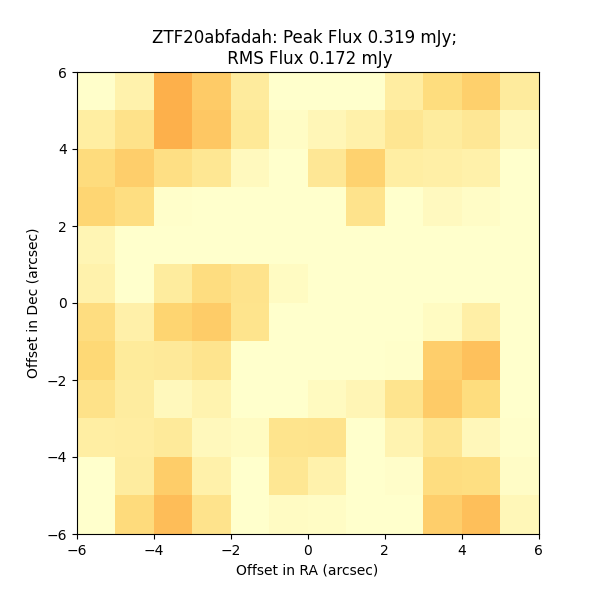 ZTF20abfadah: Peak Flux 0.319 mJy;
RMS Flux 0.172 mJy
6
4
2
0
−2
−4
−6
Offset in Dec (arcsec)
−6 −4 −2 0 2 4 6
Offset in RA (arcsec)